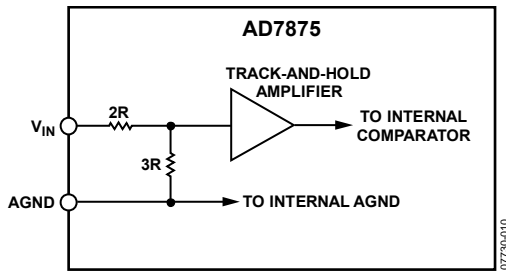 AD7875
TRACK-AND-HOLD
AMPLIFIER
2R
VIN
TO INTERNAL
COMPARATOR
3R
AGND
TO INTERNAL AGND
07730-010